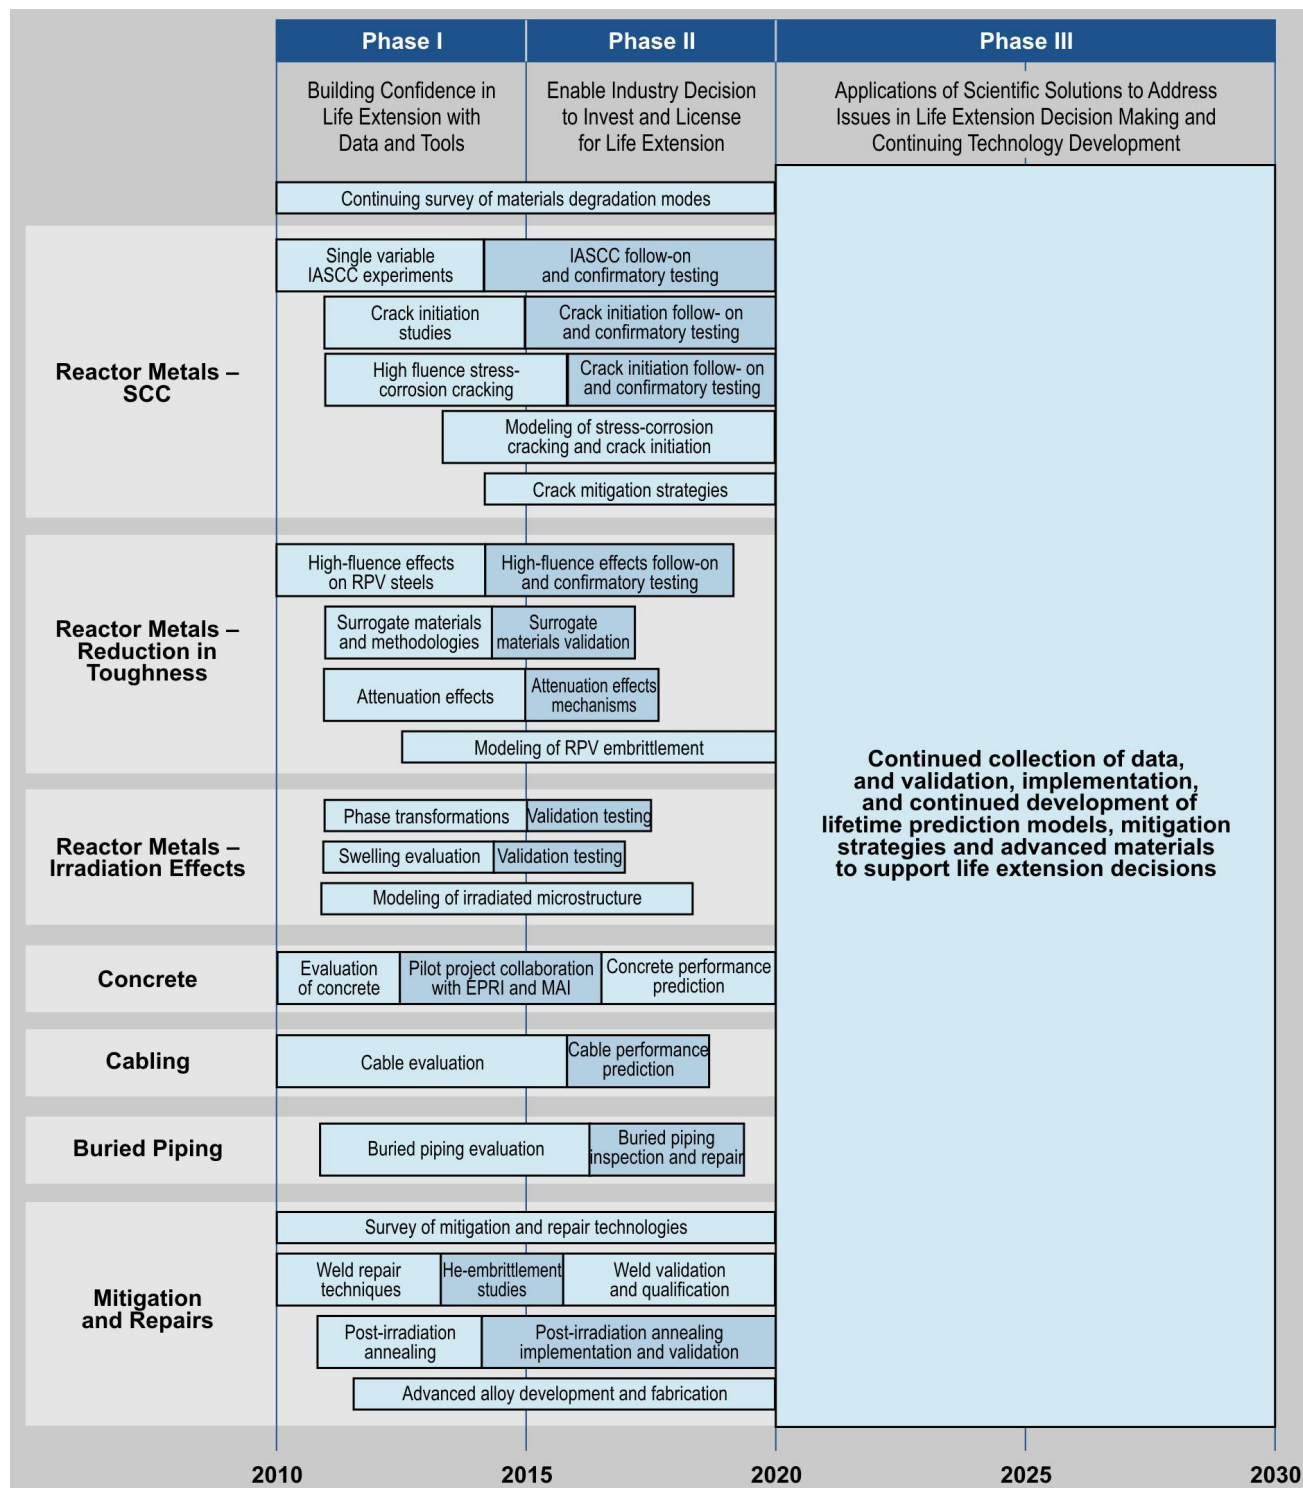 Phase I
Phase II
Phase III
Building Confidence in
Life Extension with
Data and Tools
Enable Industry Decision
to Invest and License
for Life Extension
Applications of Scientific Solutions to Address
Issues in Life Extension Decision Making and
Continuing Technology Development
Continuing survey of materials degradation modes
Reactor Metals –
SCC
Single variable
IASCC experiments
IASCC follow-on
and confirmatory testing
Crack initiation
studies
Crack initiation follow- on
and confirmatory testing
High fluence stress-
corrosion cracking
Crack initiation follow- on
and confirmatory testing
Modeling of stress-corrosion
cracking and crack initiation
Crack mitigation strategies
Reactor Metals –
Reduction in
Toughness
High-fluence effects
on RPV steels
High-fluence effects follow-on
and confirmatory testing
Surrogate materials
and methodologies
Surrogate
materials validation
Attenuation effects
Attenuation effects
mechanisms
Modeling of RPV embrittlement
Reactor Metals –
Irradiation Effects
Phase transformations
Validation testing
Swelling evaluation
Validation testing
Modeling of irradiated microstructure
Concrete
Evaluation
of concrete
Pilot project collaboration
with EPRI and MAI
Concrete performance
prediction
Cabling
Cable evaluation
Cable performance
prediction
Buried Piping
Buried piping evaluation
Buried piping
inspection and repair
Mitigation
and Repairs
Survey of mitigation and repair technologies
Weld repair
techniques
He-embrittlement
studies
Weld validation
and qualification
Post-irradiation
annealing
Post-irradiation annealing
implementation and validation
Advanced alloy development and fabrication
Continued collection of data,
and validation, implementation,
and continued development of
lifetime prediction models, mitigation
strategies and advanced materials
to support life extension decisions
2010
2015
2020
2025
2030